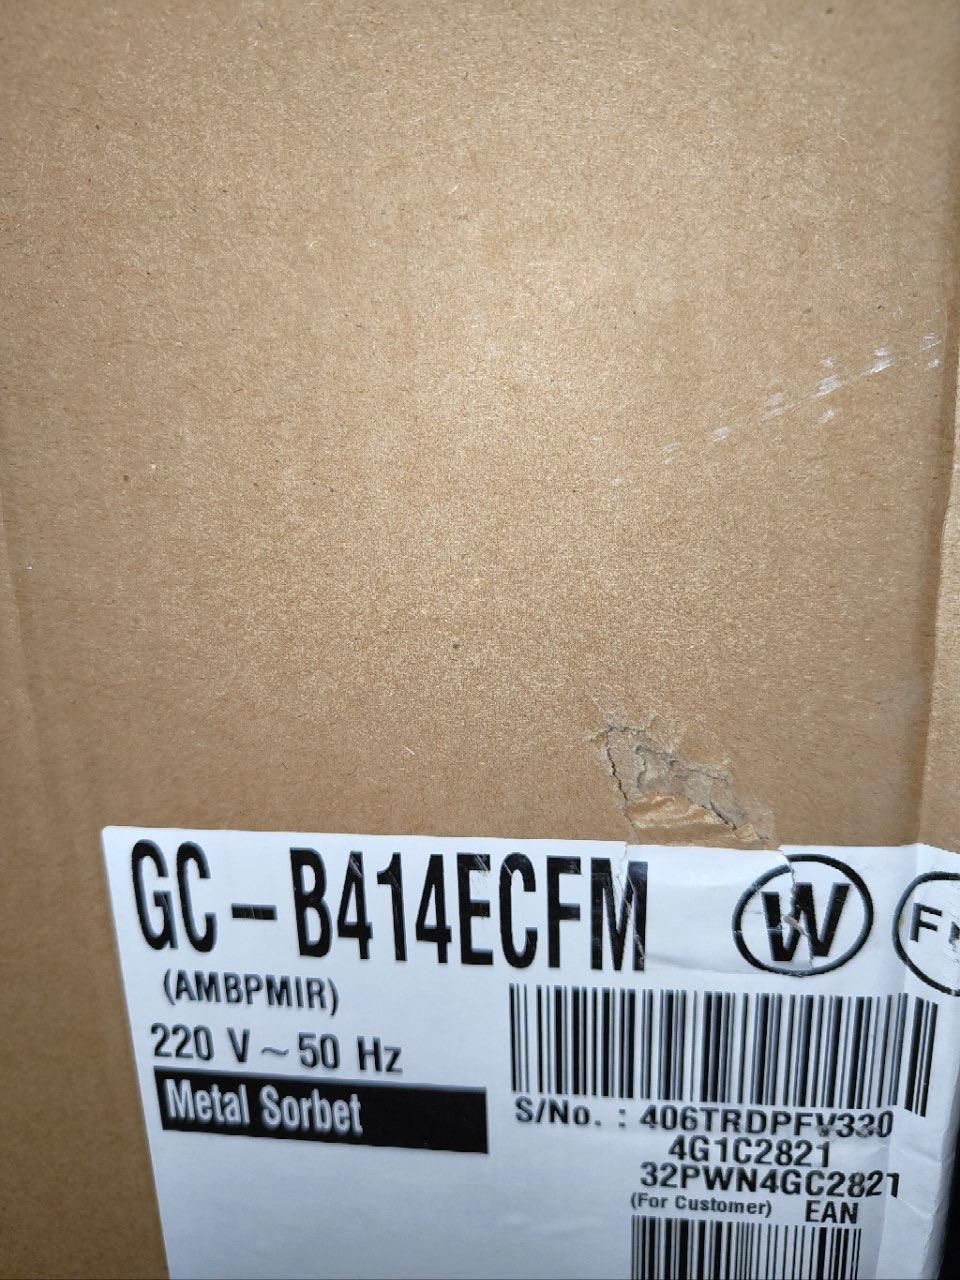 GC-B414ECFM
W
(AMBPMIR)
220 V ~ 50 Hz
Metal Sorbet
S/No. : 406TRDPFV330
4G1C2821
32PWN4GC2821
(For Customer) EAN